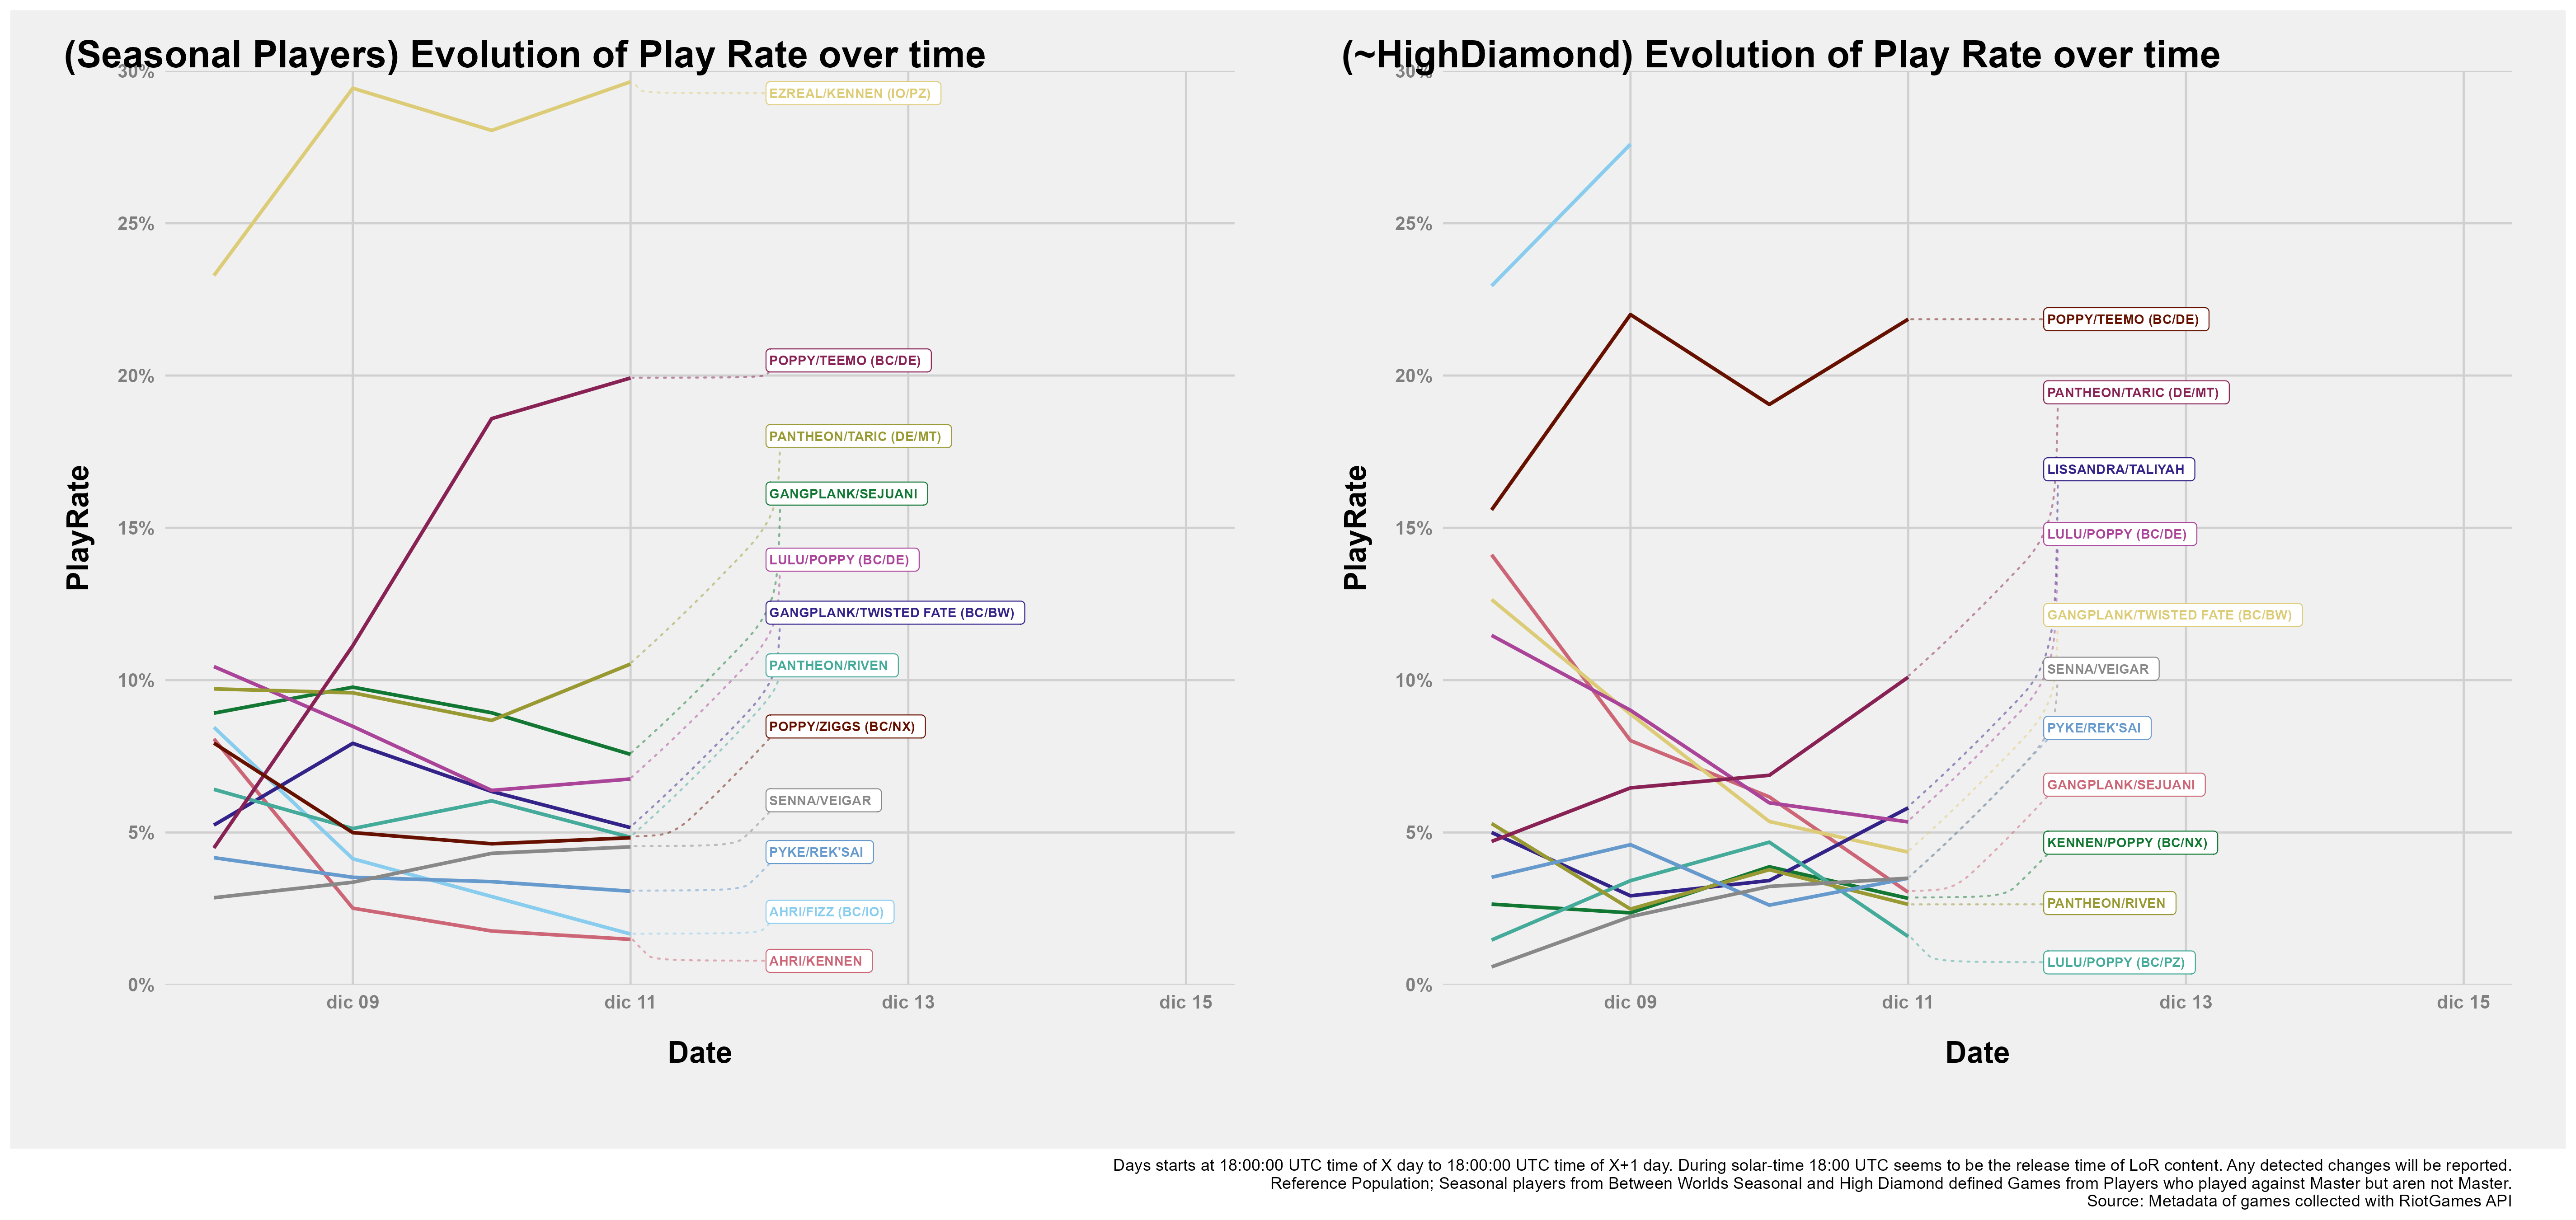 (Seasonal Players) Evolution of Play Rate over time
30%
25%
20%
15%
10%
5%
0%
PlayRate
EZREAL/KENNEN (IO/PZ)
POPPY/TEEMO (BC/DE)
PANTHEON/TARIC (DE/MT)
GANGPLANK/SEJUANI
LULU/POPPY (BC/DE)
GANGPLANK/TWISTED FATE (BC/BW)
PANTHEON/RIVEN
POPPY/ZIGGS (BC/NX)
SENNA/VEIGAR
PYKE/REK'SAI
AHRI/FIZZ (BC/IO)
AHRI/KENNEN
dic 09
dic 11
dic 13
dic 15
Date
(~HighDiamond) Evolution of Play Rate over time
30%
25%
20%
15%
10%
5%
0%
PlayRate
POPPY/TEEMO (BC/DE)
PANTHEON/TARIC (DE/MT)
LISSANDRA/TALIYAH
LULU/POPPY (BC/DE)
GANGPLANK/TWISTED FATE (BC/BW)
SENNA/VEIGAR
PYKE/REK'SAI
GANGPLANK/SEJUANI
KENNEN/POPPY (BC/NX)
PANTHEON/RIVEN
LULU/POPPY (BC/PZ)
dic 09
dic 11
dic 13
dic 15
Date
Days starts at 18:00:00 UTC time of X day to 18:00:00 UTC time of X+1 day. During solar-time 18:00 UTC seems to be the release time of LoR content. Any detected changes will be reported.
Reference Population; Seasonal players from Between Worlds Seasonal and High Diamond defined Games from Players who played against Master but aren not Master.
Source: Metadata of games collected with RiotGames API